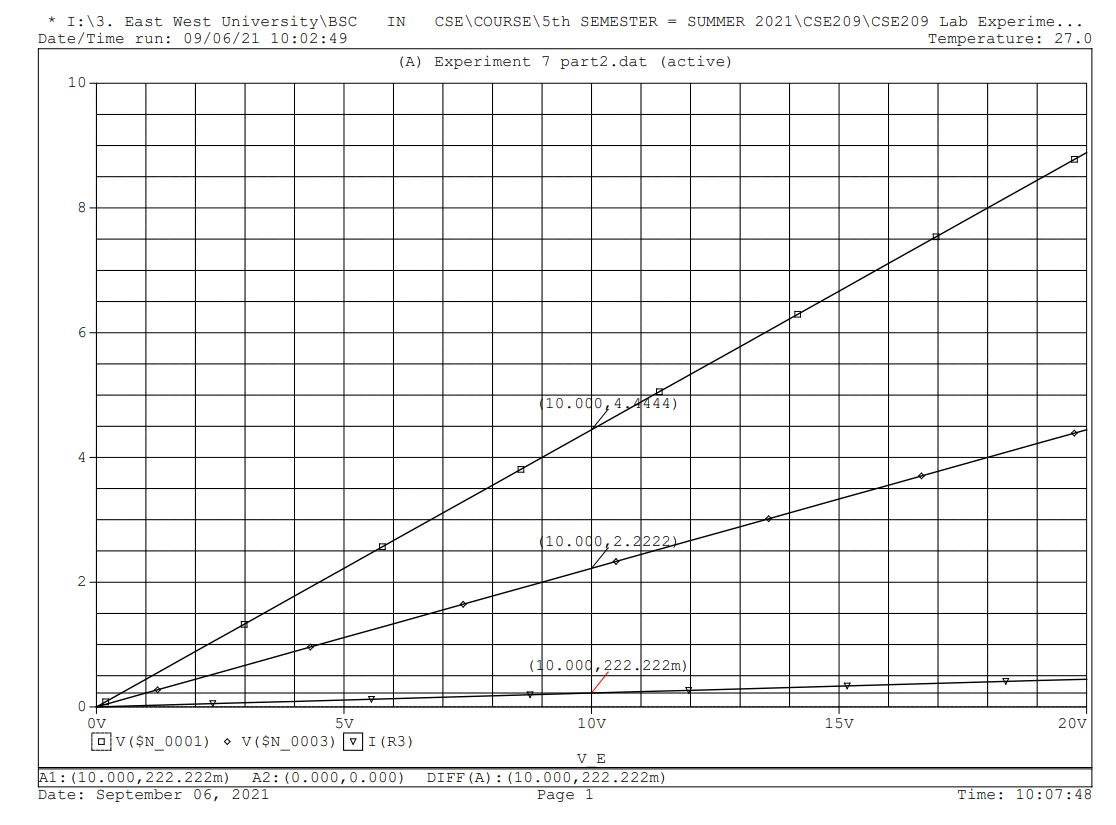 * I:\3. East West University\BSC IN CSE\COURSE\5th SEMESTER = SUMMER 2021\CSE209\CSE209 Lab Experime...
Date/Time run: 09/06/21 10:02:49 Temperature: 27.0
(A) Experiment 7 part2.dat (active)
10
8
6
(10.000,4.4444)
4
(10.000,2.2222)
2
(10.000,222.222m)
0
0V 5V 10V 15V 20V
V($N_0001) V($N_0003) I(R3)
V_E
A1:(10.000,222.222m) A2:(0.000,0.000) DIFF(A):(10.000,222.222m)
Date: September 06, 2021 Page 1 Time: 10:07:48